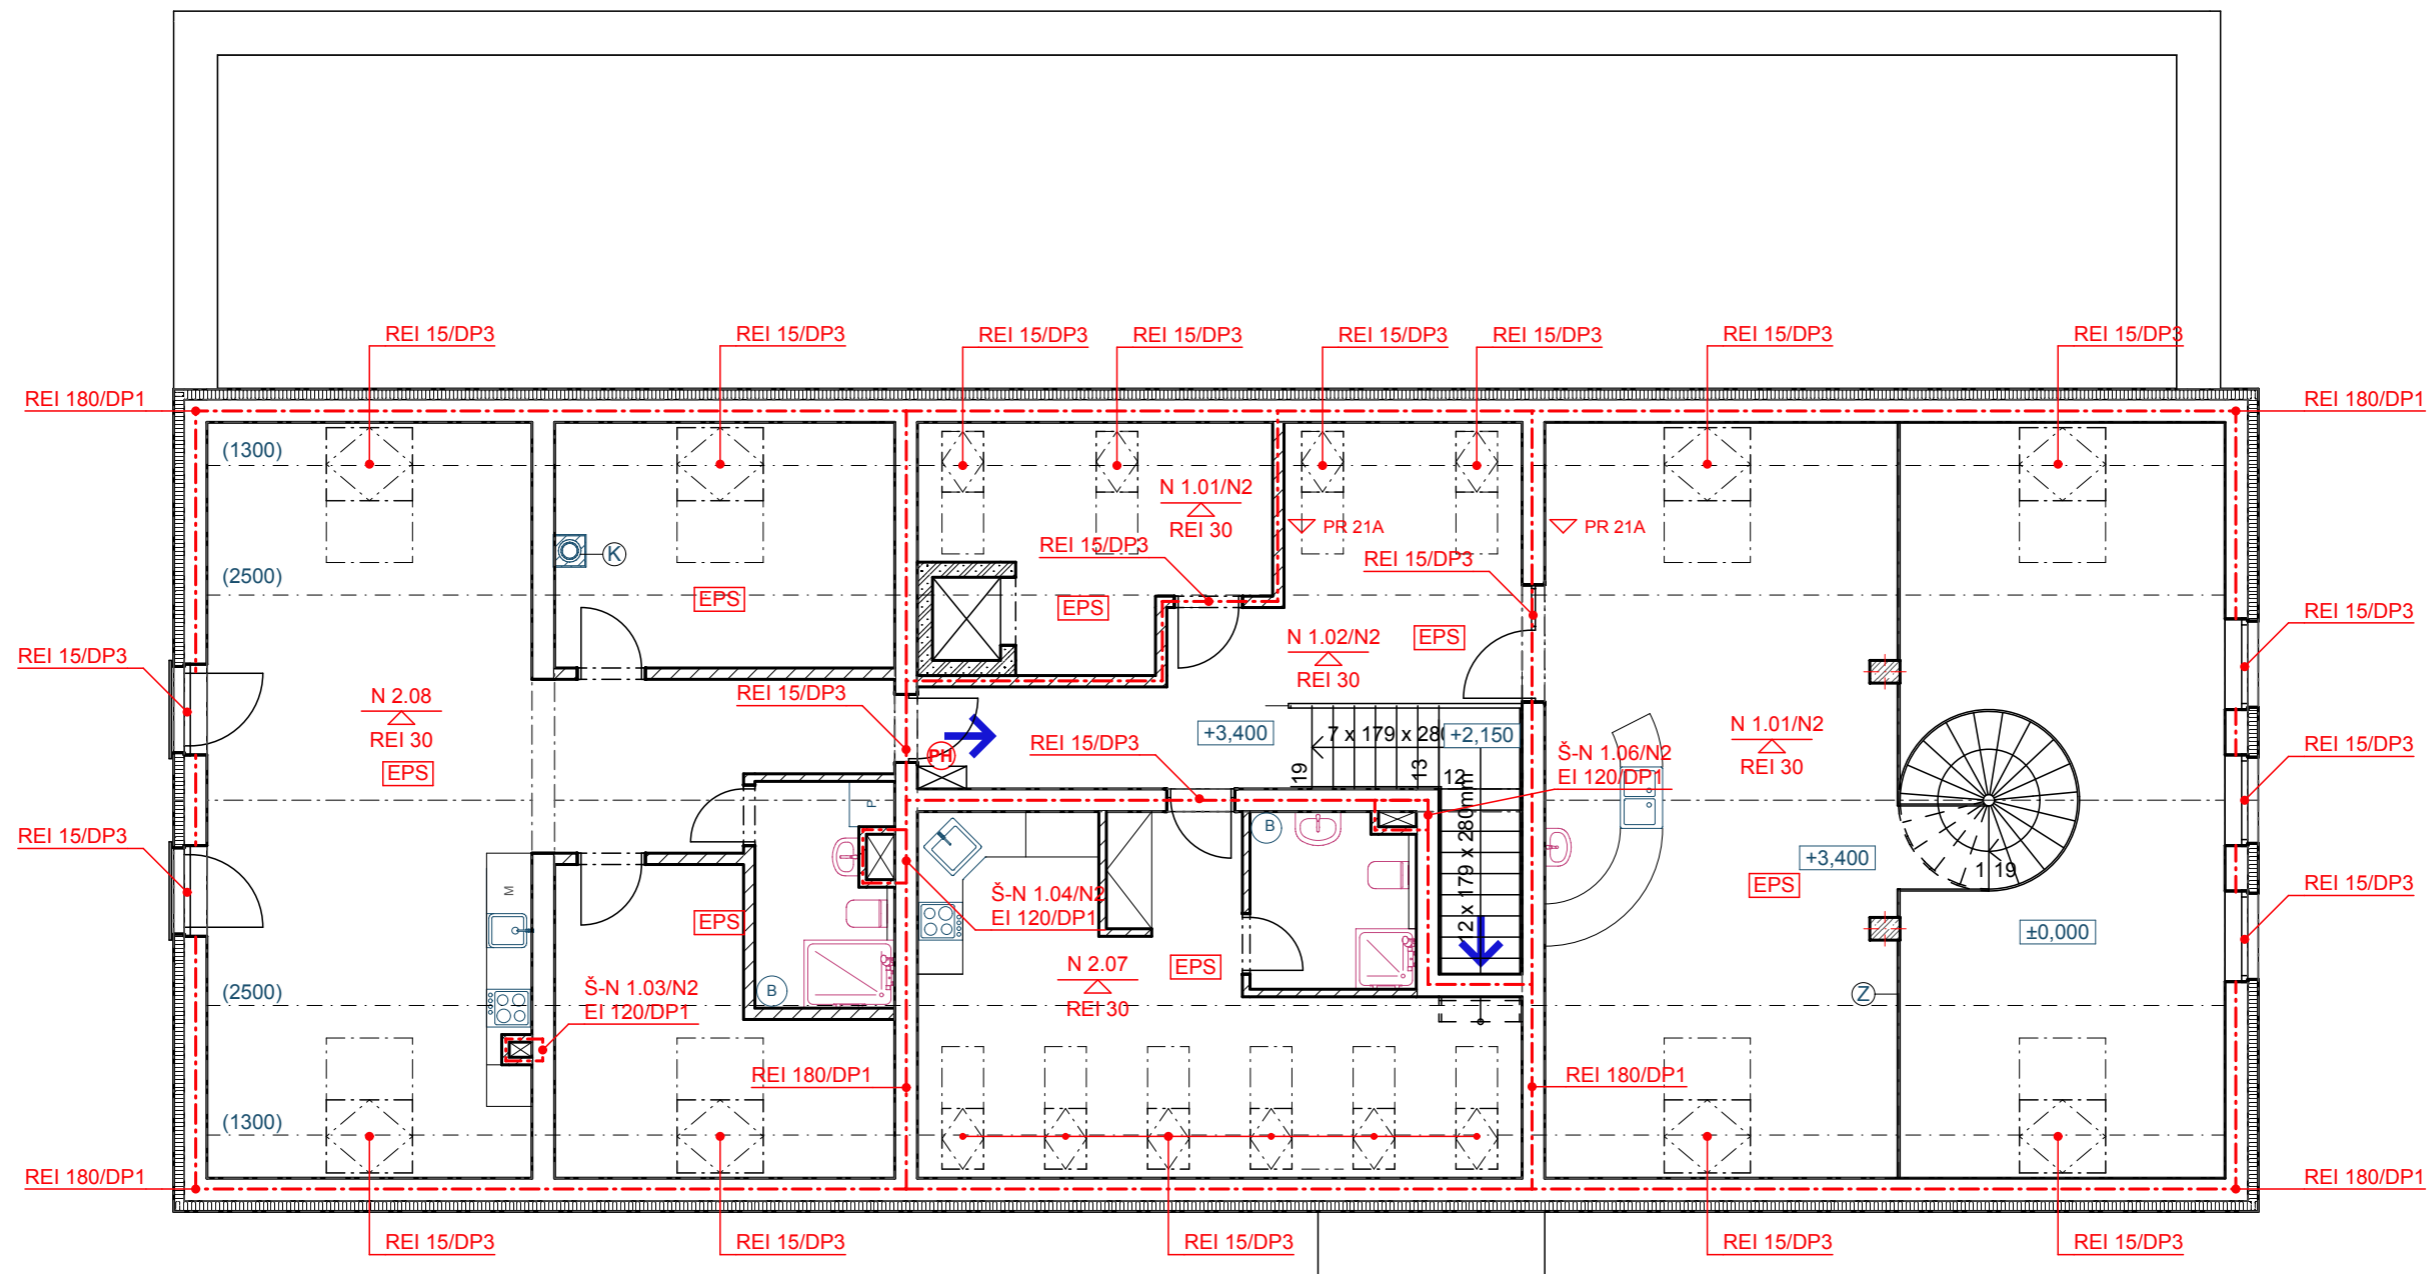 REI 15/DP3
REI 15/DP3
REI 15/DP3
REI 15/DP3
REI 15/DP3
REI 15/DP3
REI 15/DP3
REI 15/DP3
REI 180/DP1
REI 180/DP1
(1300)
N 1.01/N2
REI 30
PR 21A
PR 21A
K
REI 15/DP3
REI 15/DP3
(2500)
EPS
EPS
EPS
REI 15/DP3
N 1.02/N2
REI 30
REI 15/DP3
REI 15/DP3
N 2.08
REI 30
EPS
PH
+3,400
7 x 179 x 280
+2,150
REI 15/DP3
N 1.01/N2
REI 30
REI 15/DP3
Š-N 1.06/N2
EI 120/DP1
19
13
12
P
B
12 x 179 x 280mm
REI 15/DP3
+3,400
1
19
EPS
REI 15/DP3
M
EPS
Š-N 1.04/N2
EI 120/DP1
±0,000
N 2.07
REI 30
EPS
(2500)
Š-N 1.03/N2
EI 120/DP1
B
Z
REI 180/DP1
REI 180/DP1
(1300)
REI 180/DP1
REI 180/DP1
REI 15/DP3
REI 15/DP3
REI 15/DP3
REI 15/DP3
REI 15/DP3